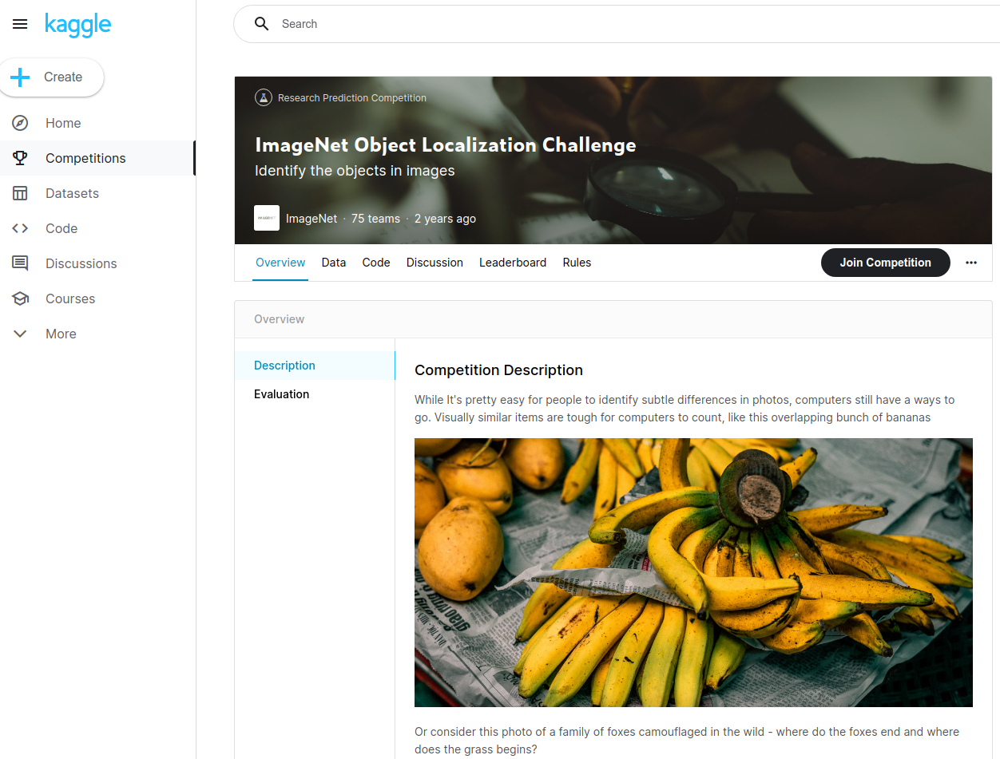 kaggle
Search
Create
Home
Competitions
Datasets
Code
Discussions
Courses
More
Research Prediction Competition
ImageNet Object Localization Challenge
Identify the objects in images
ImageNet · 75 teams · 2 years ago
Overview Data Code Discussion Leaderboard Rules
Join Competition
Overview
Description
Evaluation
Competition Description
While It's pretty easy for people to identify subtle differences in photos, computers still have a ways to
go. Visually similar items are tough for computers to count, like this overlapping bunch of bananas
Or consider this photo of a family of foxes camouflaged in the wild - where do the foxes end and where
does the grass begins?